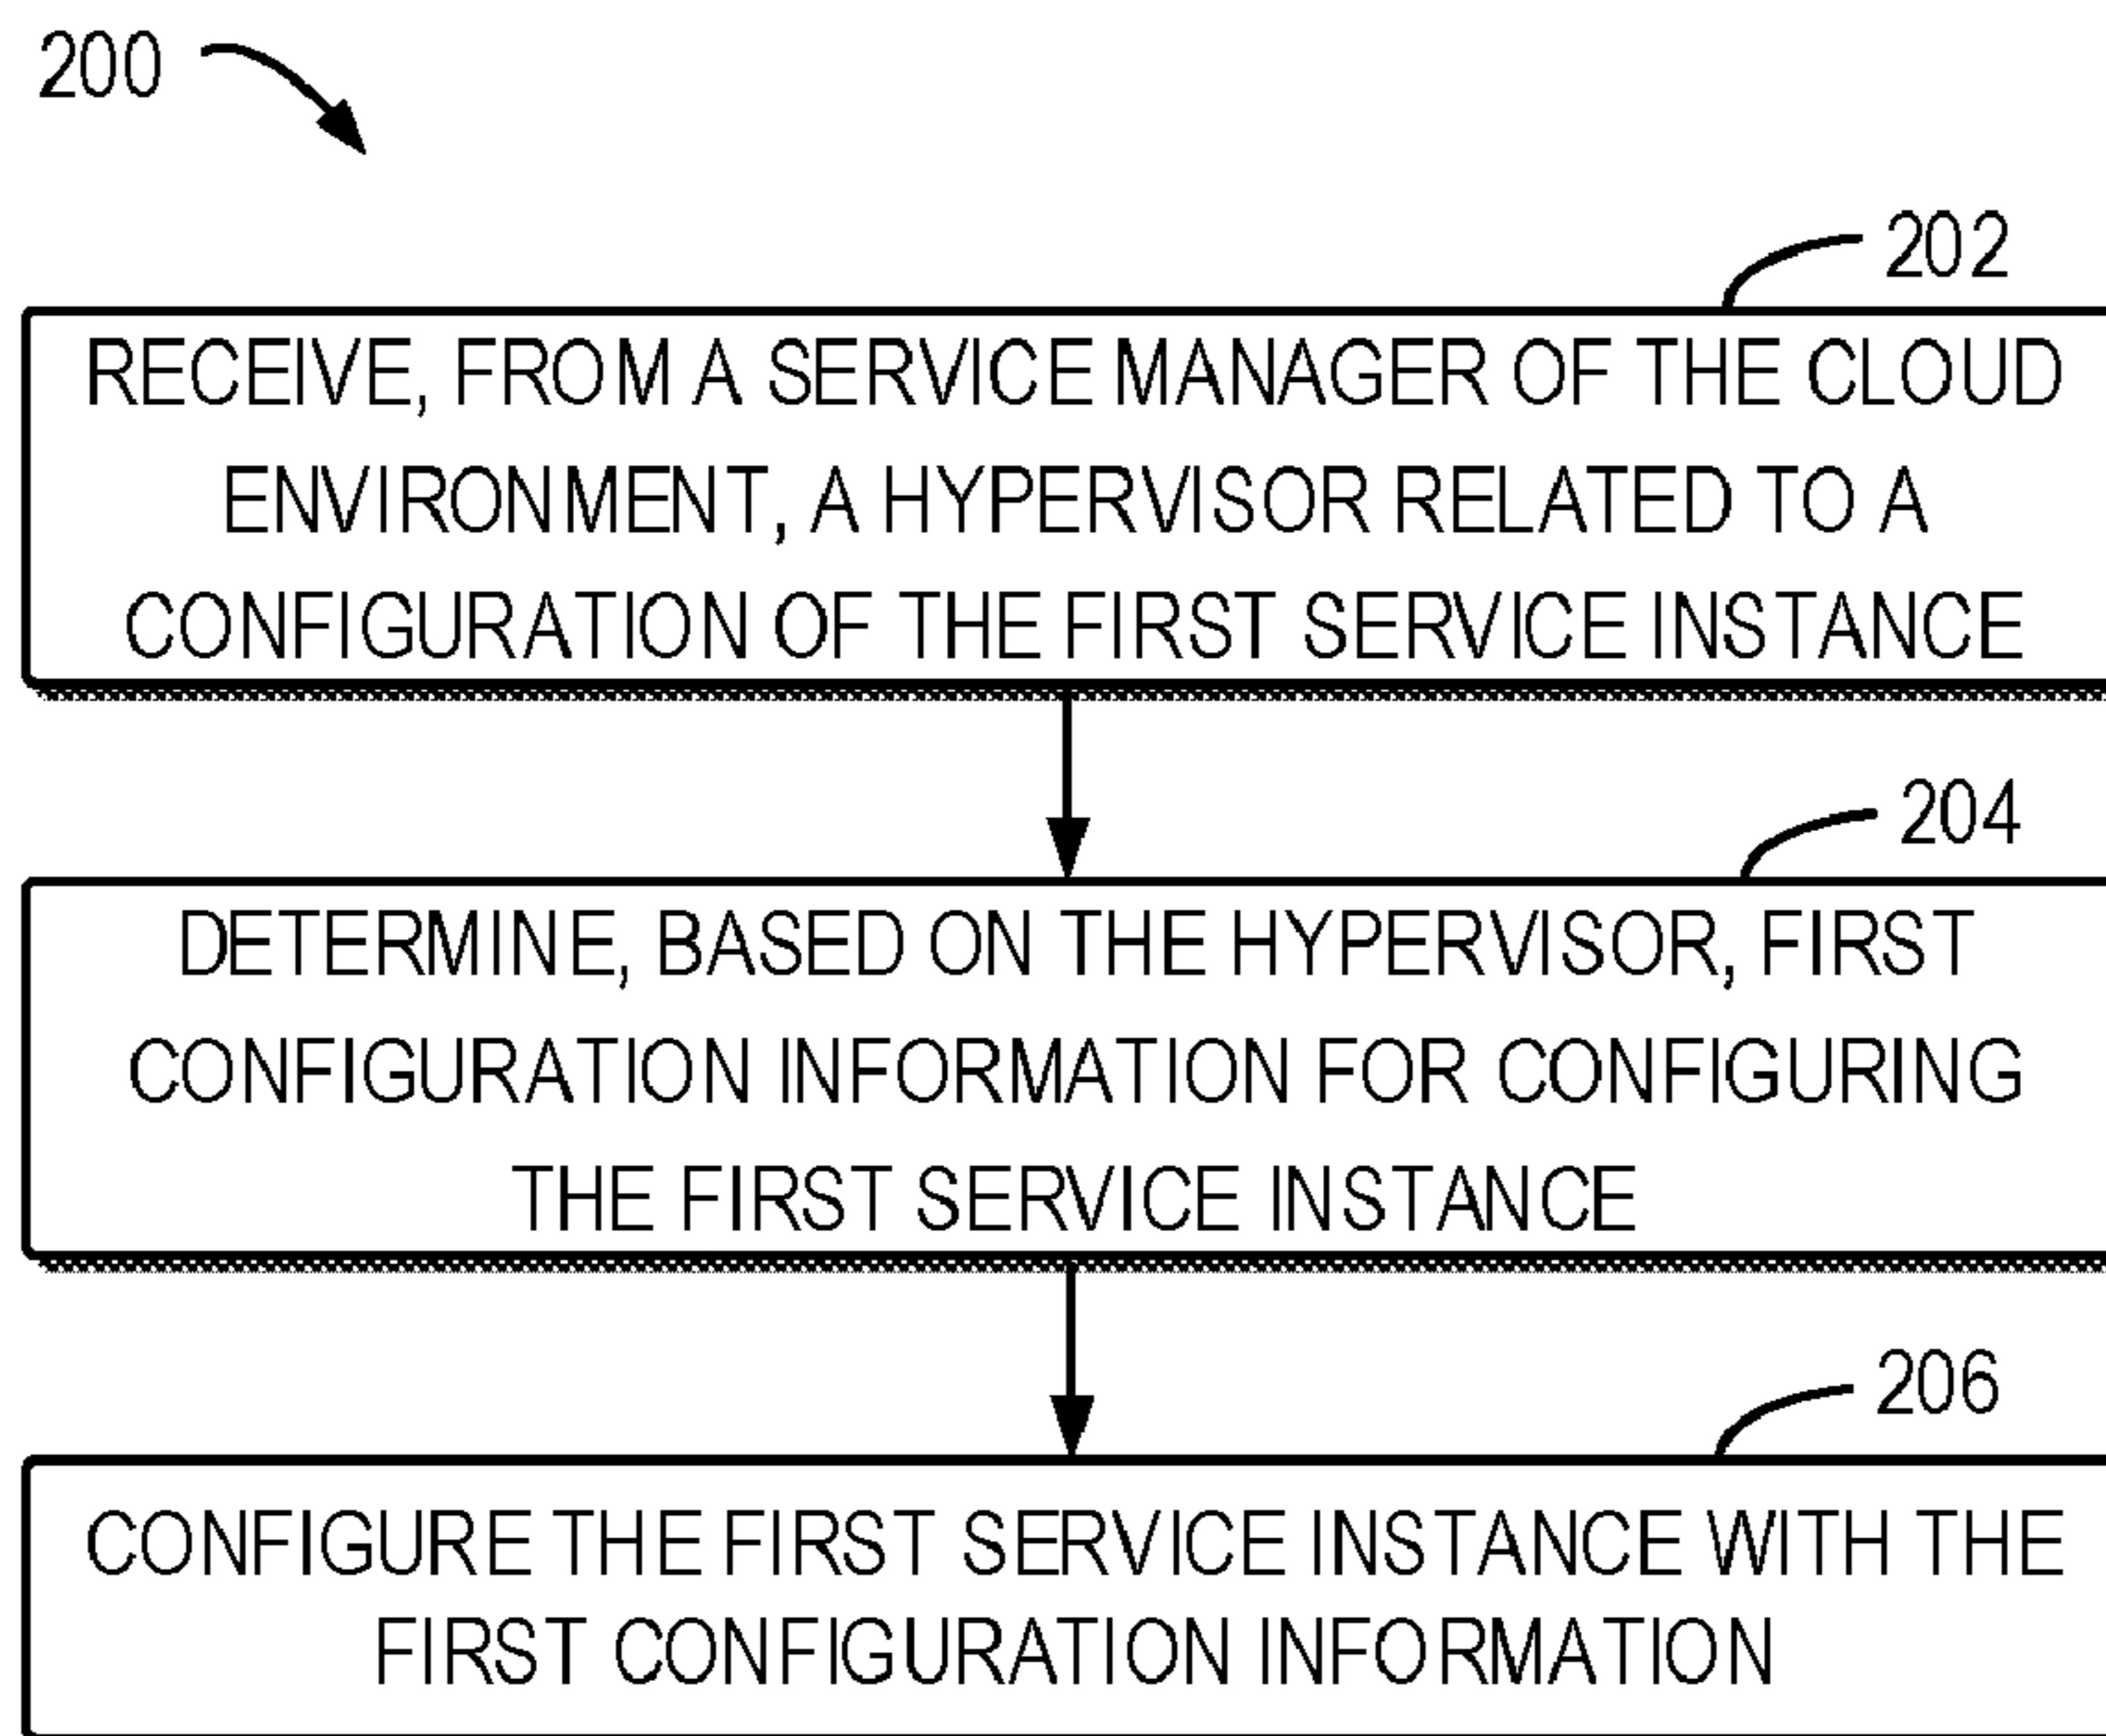 200
202
RECEIVE, FROM A SERVICE MANAGER OF THE CLOUD
ENVIRONMENT, A HYPERVISOR RELATED TO A
CONFIGURATION OF THE FIRST SERVICE INSTANCE
204
DETERMINE, BASED ON THE HYPERVISOR, FIRST
CONFIGURATION INFORMATION FOR CONFIGURING
THE FIRST SERVICE INSTANCE
206
CONFIGURE THE FIRST SERVICE INSTANCE WITH THE
FIRST CONFIGURATION INFORMATION